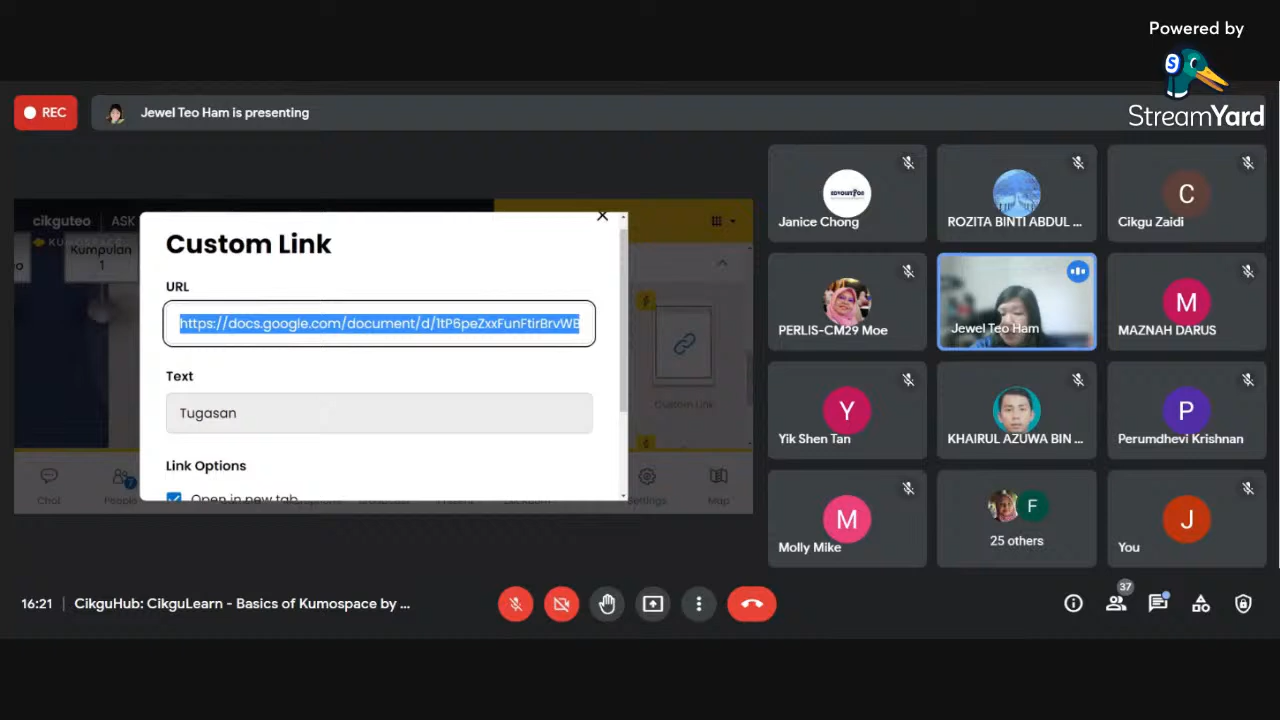 Powered by
StreamYard
REC
Jewel Teo Ham is presenting
cikguteo
ASK
KUMOSPACE
Kumpulan
1
Custom Link
URL
https://docs.google.com/document/d/1tP6peZxxFunFtirBrvWB
Text
Tugasan
Link Options
Open in new tab
Custom Link
Chat
People
7
Settings
Map
Janice Chong
ROZITA BINTI ABDUL ...
C
Cikgu Zaidi
PERLIS-CM29 Moe
Jewel Teo Ham
M
MAZNAH DARUS
Y
Yik Shen Tan
KHAIRUL AZUWA BIN ...
P
Perumdhevi Krishnan
M
Molly Mike
F
25 others
J
You
16:21
CikguHub: CikguLearn - Basics of Kumospace by ...
37